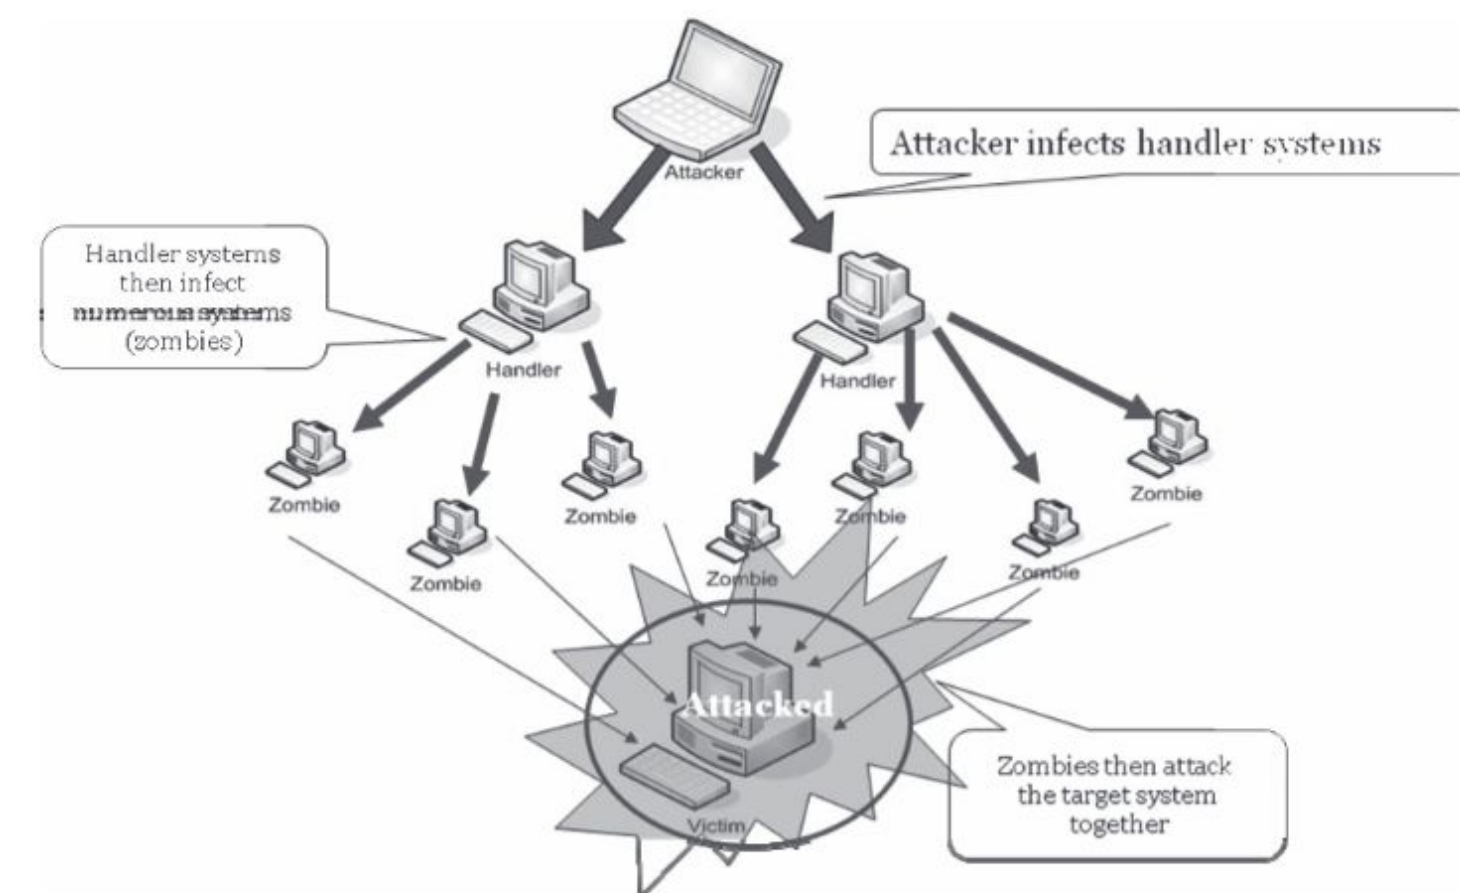 Attacker
Attacker infects handler systems
Handler systems
then infect
numerous systems
(zombies)
Handler
Handler
Zombie
Zombie
Zombie
Zombie
Zombie
Zombie
Zombie
Attacked
Victim
Zombies then attack
the target system
together